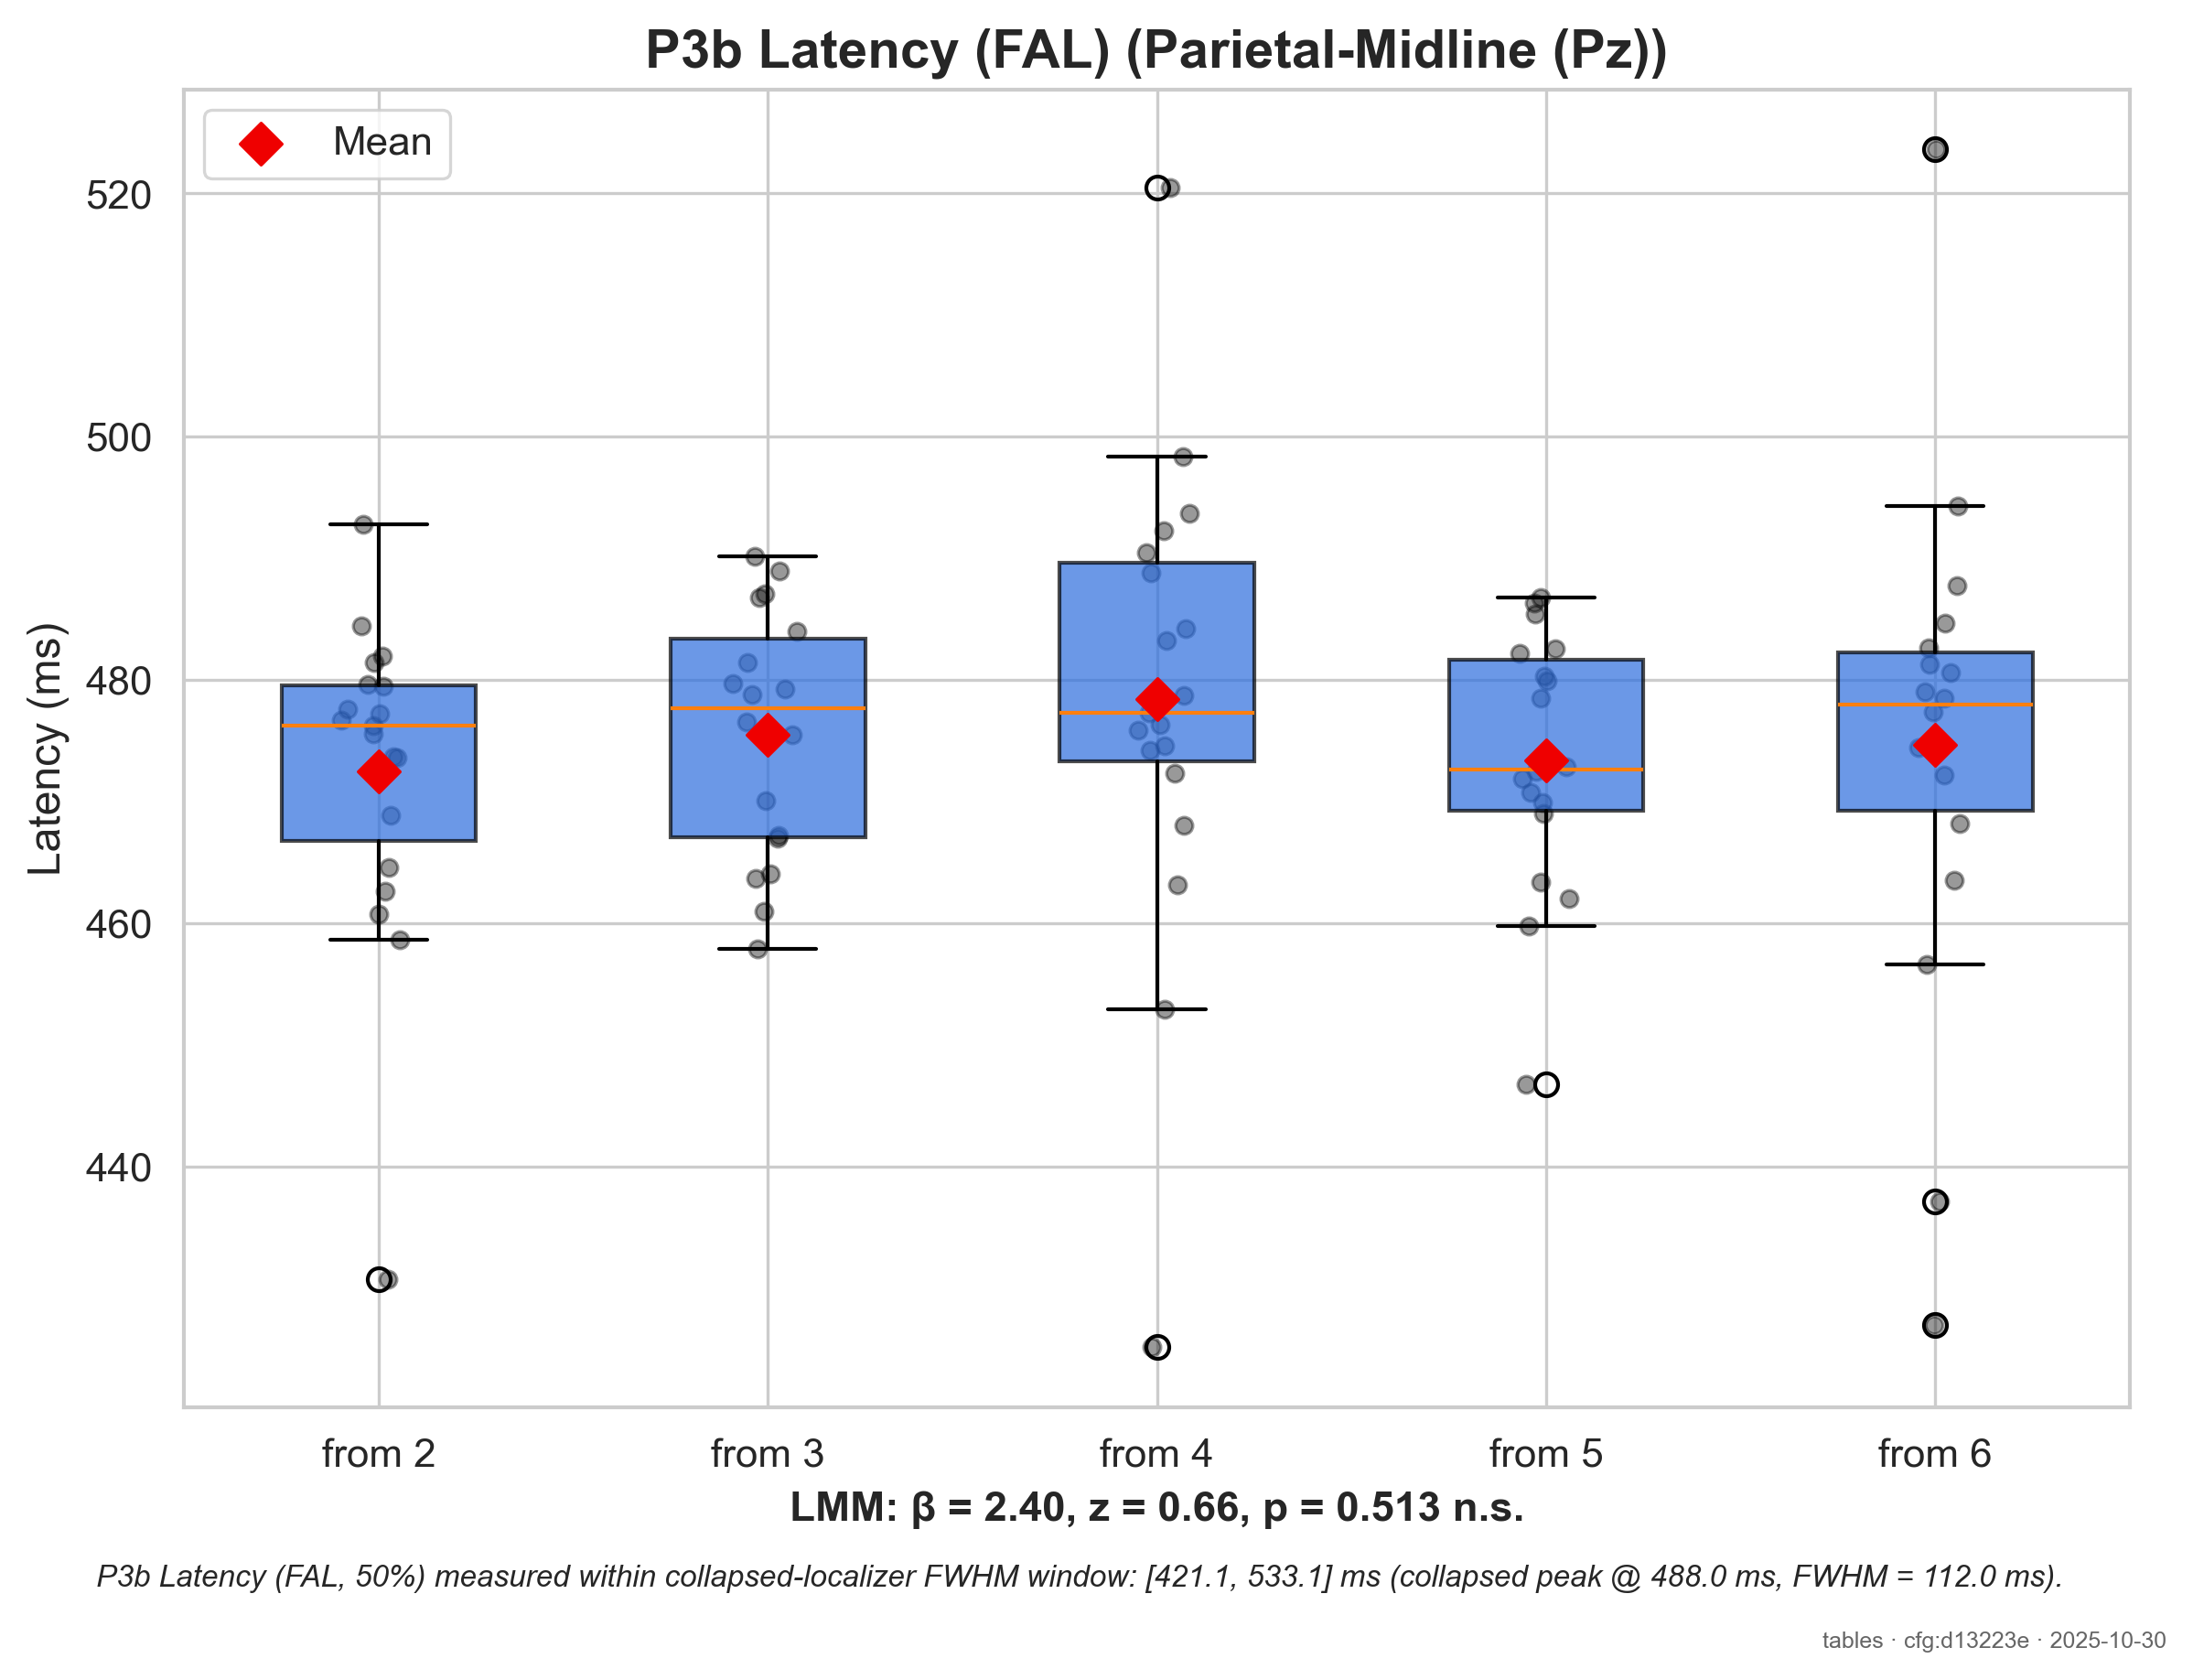 P3b Latency (FAL) (Parietal-Midline (Pz))
Mean
Latency (ms)
520
500
480
460
440
from 2 from 3 from 4 from 5 from 6
LMM: β = 2.40, z = 0.66, p = 0.513 n.s.
P3b Latency (FAL, 50%) measured within collapsed-localizer FWHM window: [421.1, 533.1] ms (collapsed peak @ 488.0 ms, FWHM = 112.0 ms).
tables · cfg:d13223e · 2025-10-30